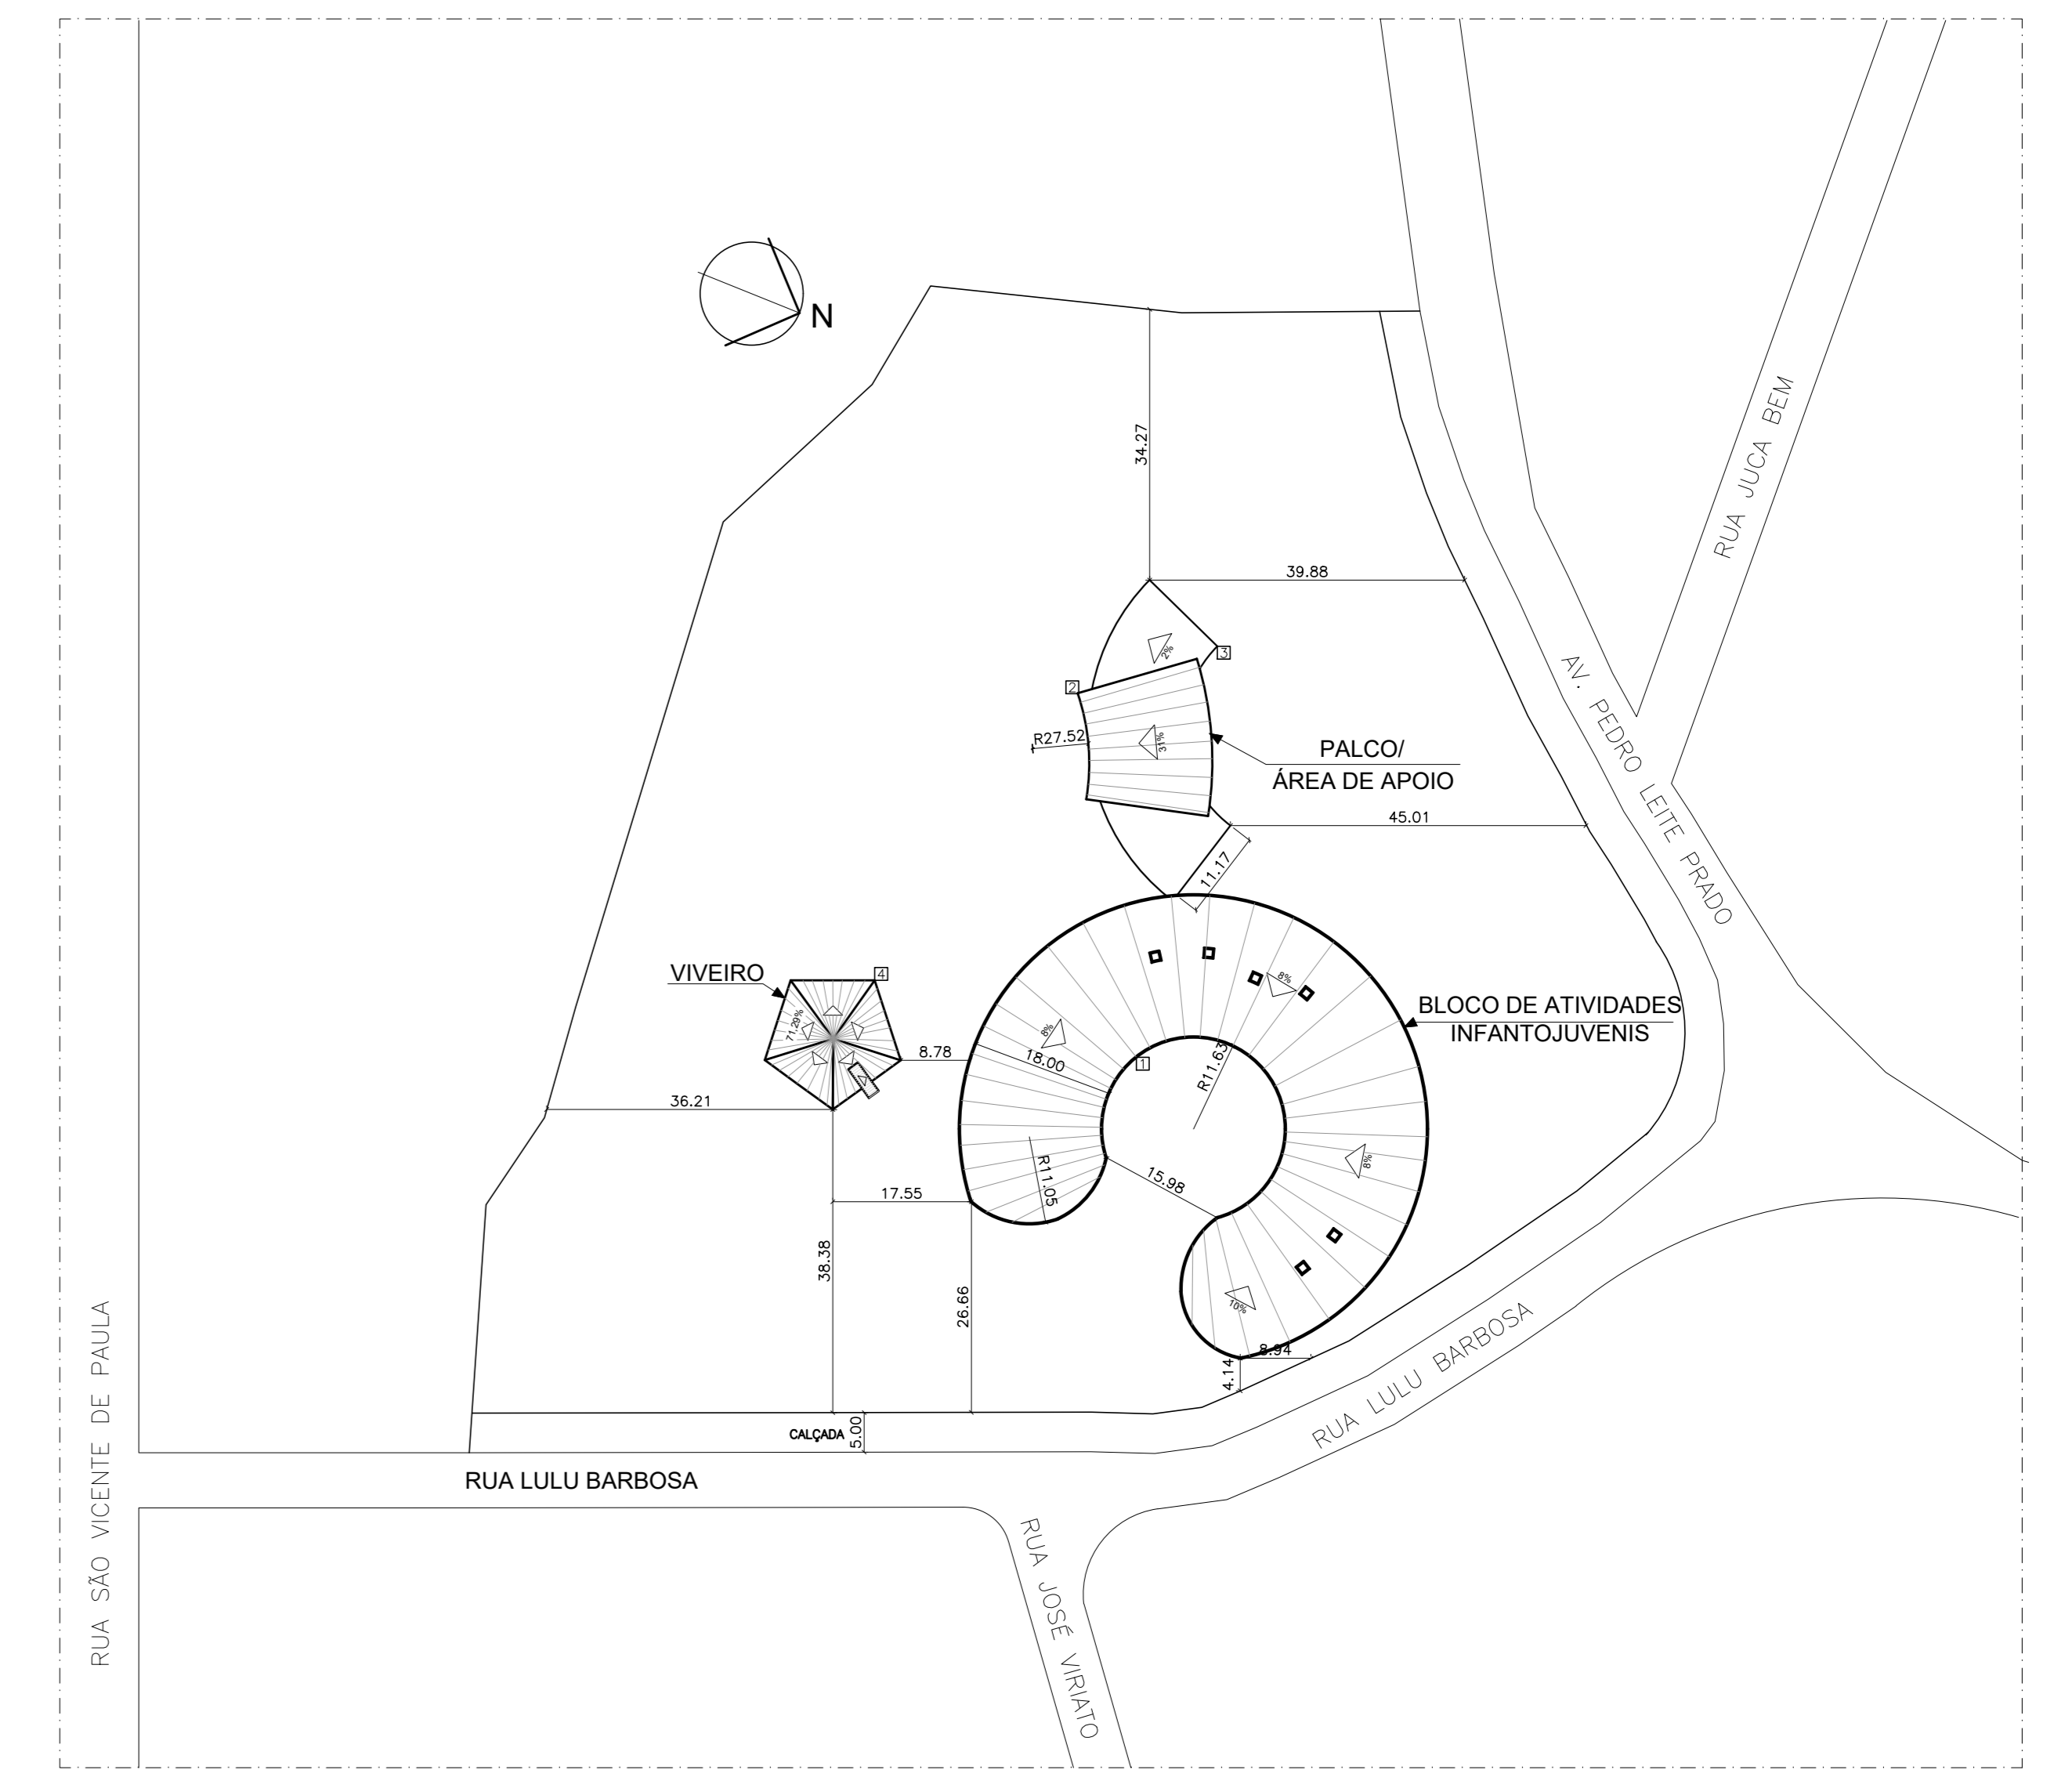 N
34.27
39.88
RUA JUCA BEM
2%
3
2
R27.52
31%
PALCO/
ÁREA DE APOIO
AV. PEDRO LEITE PRADO
45.01
11.17
VIVEIRO
4
71.29%
8%
8%
BLOCO DE ATIVIDADES
INFANTOJUVENIS
8.78
18.00
1
R11.63
36.21
R11.05
15.98
8%
17.55
38.38
26.66
10%
8.94
4.14
CALÇADA
5.00
RUA LULU BARBOSA
RUA LULU BARBOSA
RUA SÃO VICENTE DE PAULA
RUA JOSÉ VIRIATO